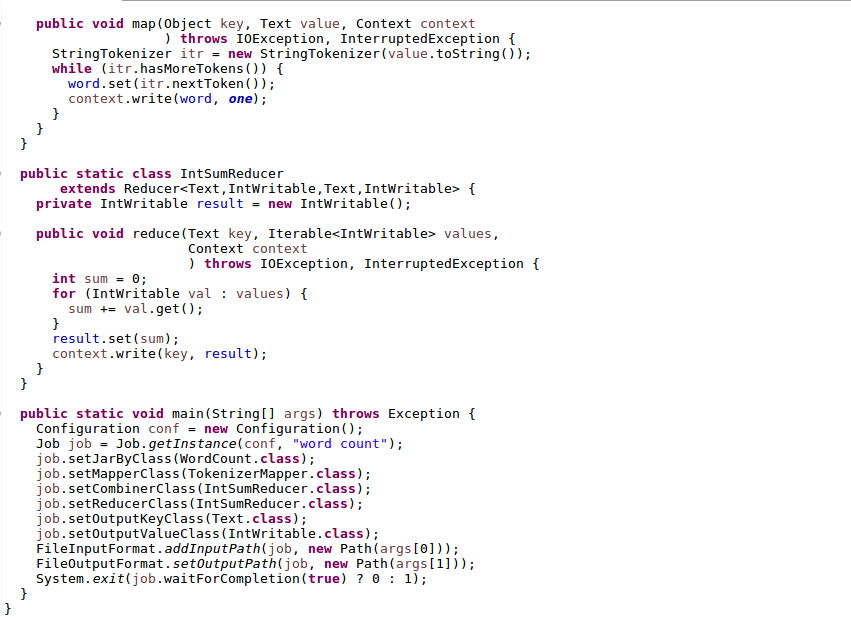 public void map(Object key, Text value, Context context
) throws IOException, InterruptedException {
StringTokenizer itr = new StringTokenizer(value.toString());
while (itr.hasMoreTokens()) {
word.set(itr.nextToken());
context.write(word, one);
}
}
}
public static class IntSumReducer
extends Reducer<Text,IntWritable,Text,IntWritable> {
private IntWritable result = new IntWritable();
public void reduce(Text key, Iterable<IntWritable> values,
Context context
) throws IOException, InterruptedException {
int sum = 0;
for (IntWritable val : values) {
sum += val.get();
}
result.set(sum);
context.write(key, result);
}
}
public static void main(String[] args) throws Exception {
Configuration conf = new Configuration();
Job job = Job.getInstance(conf, "word count");
job.setJarByClass(WordCount.class);
job.setMapperClass(TokenizerMapper.class);
job.setCombinerClass(IntSumReducer.class);
job.setReducerClass(IntSumReducer.class);
job.setOutputKeyClass(Text.class);
job.setOutputValueClass(IntWritable.class);
FileInputFormat.addInputPath(job, new Path(args[0]));
FileOutputFormat.setOutputPath(job, new Path(args[1]));
System.exit(job.waitForCompletion(true) ? 0 : 1);
}
}